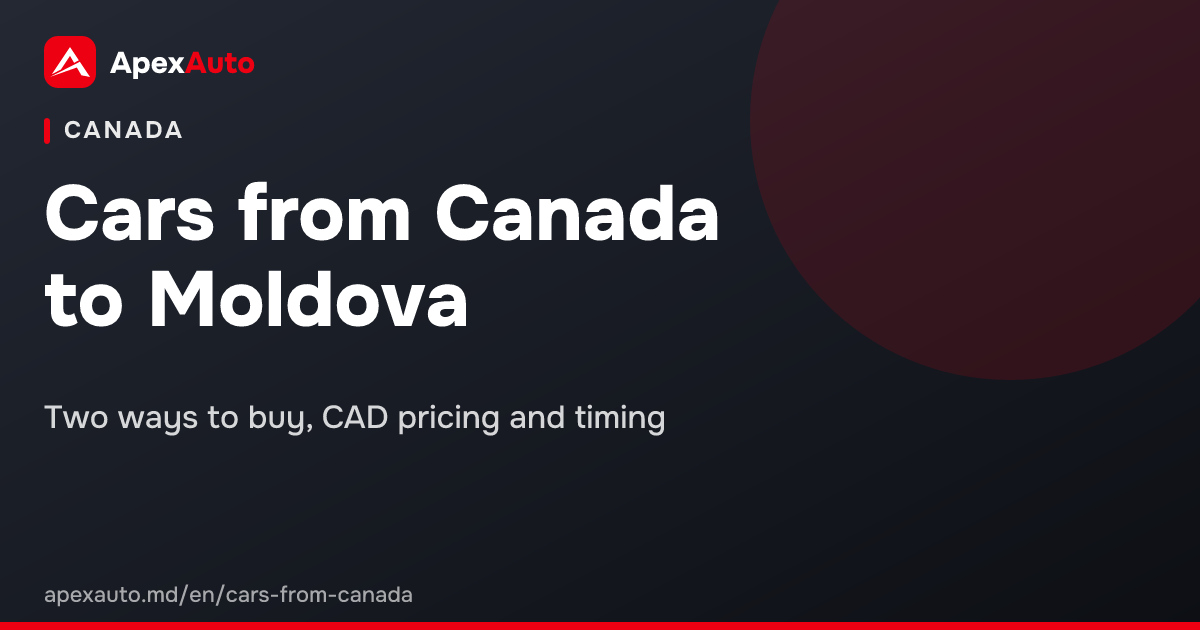 ApexAuto
CANADA
Cars from Canada
to Moldova
Two ways to buy, CAD pricing and timing
apexauto.md/en/cars-from-canada